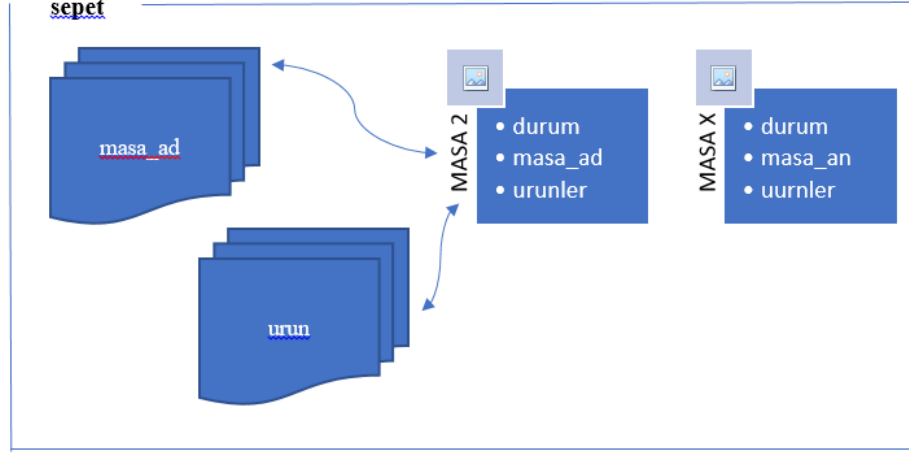 sepet
masa_ad
urun
MASA 2
• durum
• masa_ad
• urunler
MASA X
• durum
• masa_an
• uurnler